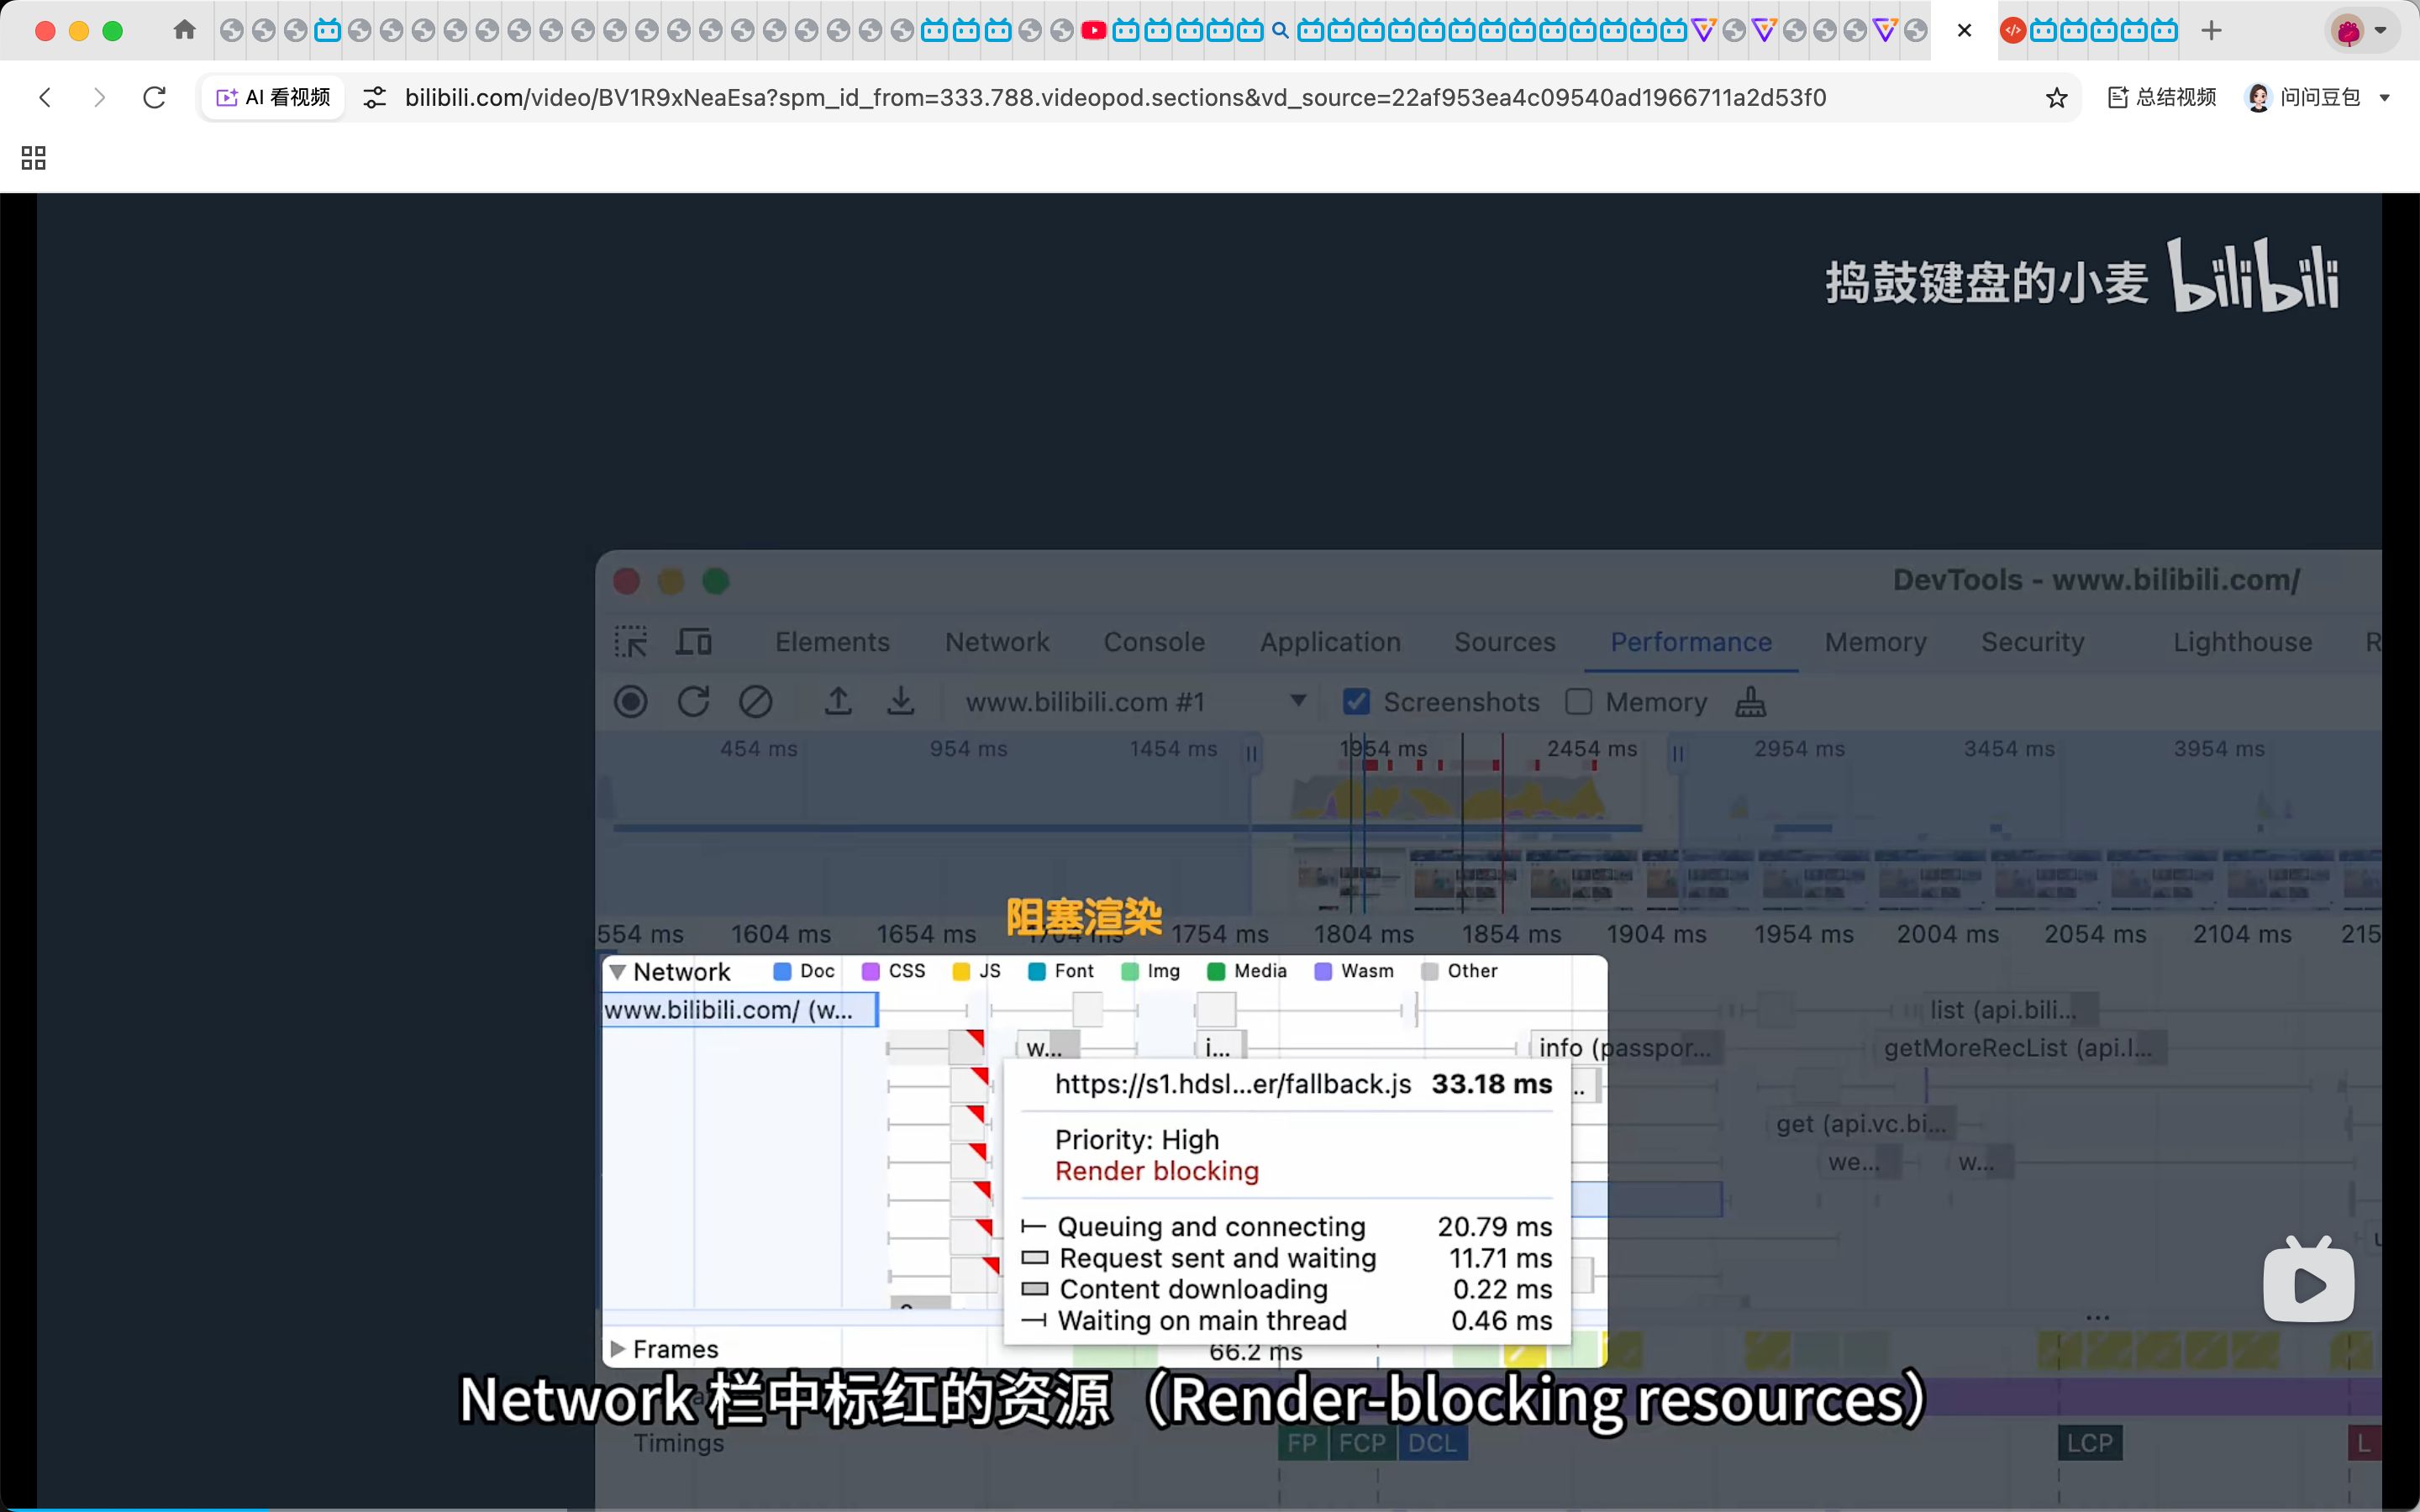 AI 看视频
bilibili.com/video/BV1R9xNeaEsa?spm_id_from=333.788.videopod.sections&vd_source=22af953ea4c09540ad1966711a2d53f0
总结视频
问问豆包
捣鼓键盘的小麦 bilibili
DevTools - www.bilibili.com/
Elements Network Console Application Sources Performance Memory Security Lighthouse R
www.bilibili.com #1 Screenshots Memory
454 ms 954 ms 1454 ms 1954 ms 2454 ms 2954 ms 3454 ms 3954 ms
阻塞渲染
554 ms 1604 ms 1654 ms 1704 ms 1754 ms 1804 ms 1854 ms 1904 ms 1954 ms 2004 ms 2054 ms 2104 ms 215
Network Doc CSS JS Font Img Media Wasm Other
www.bilibili.com/ (w... list (api.bili...
w... i... info (passpor... getMoreRecList (api.l...
https://s1.hdsl...er/fallback.js 33.18 ms
get (api.vc.bi...
Priority: High
we... w...
Render blocking
Queuing and connecting 20.79 ms
Request sent and waiting 11.71 ms
Content downloading 0.22 ms
Waiting on main thread 0.46 ms
Frames 66.2 ms
Network 栏中标红的资源（Render-blocking resources）
Timings FP FCP DCL LCP L